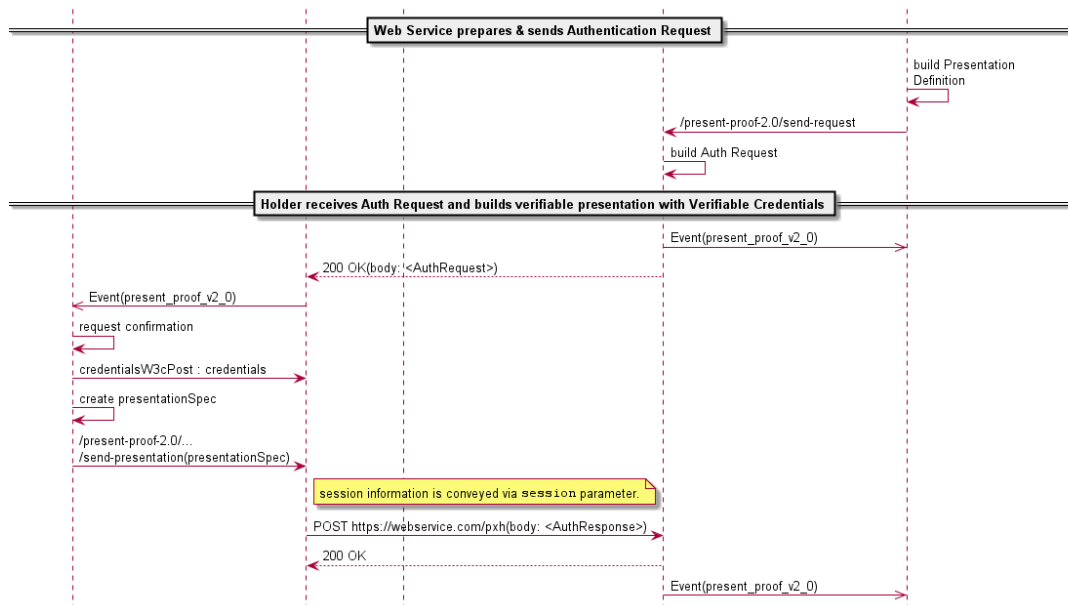 Web Service prepares & sends Authentication Request
build Presentation
Definition
/present-proof-2.0/send-request
build Auth Request
Holder receives Auth Request and builds verifiable presentation with Verifiable Credentials
Event(present_proof_v2_0)
200 OK(body: <AuthRequest>)
Event(present_proof_v2_0)
request confirmation
credentialsW3cPost : credentials
create presentationSpec
/present-proof-2.0/...
/send-presentation(presentationSpec)
session information is conveyed via session parameter.
POST https://webservice.com/pxh(body: <AuthResponse>)
200 OK
Event(present_proof_v2_0)